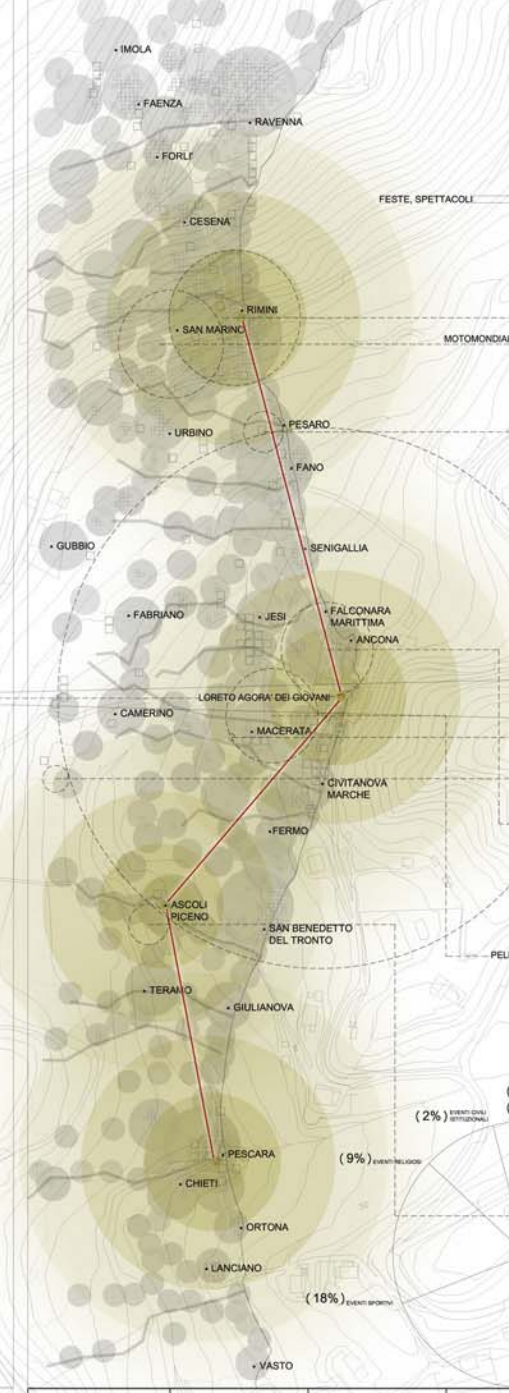 IMOLA
FAENZA
RAVENNA
FORLI'
FESTE, SPETTACOLI
CESENA
RIMINI
SAN MARINO
MOTOMONDIAL
PESARO
URBINO
FANO
GUBBIO
SENIGALLIA
FABRIANO
JESI
FALCONARA
MARITTIMA
ANCONA
LORETO AGORA' DEI GIOVANI
CAMERINO
MACERATA
CIVITANOVA
MARCHE
FERMO
ASCOLI
PICENO
SAN BENEDETTO
DEL TRONTO
PELL
TERAMO
GIULIANOVA
(2%) EVENTI CIVILI
ISTITUZIONALI
PESCARA
(9%) EVENTI RELIGIOSI
CHIETI
ORTONA
LANCIANO
(18%) EVENTI SPORTIVI
VASTO